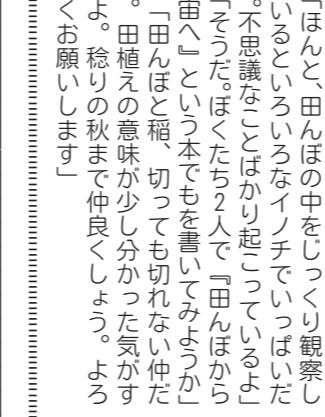 「ほんと、田んぼの中をじっくり観察し
いるといろいろなイノチでいっぱいだ
。不思議なことばかり起こっているよ」
「そうだ。ぼくたち2人で『田んぼから
宙へ』という本でもを書いてみようか」
「田んぼと稲、切っても切れない仲だ
。田植えの意味が少し分かった気がす
よ。稔りの秋まで仲良くしょう。よろ
くお願いします」